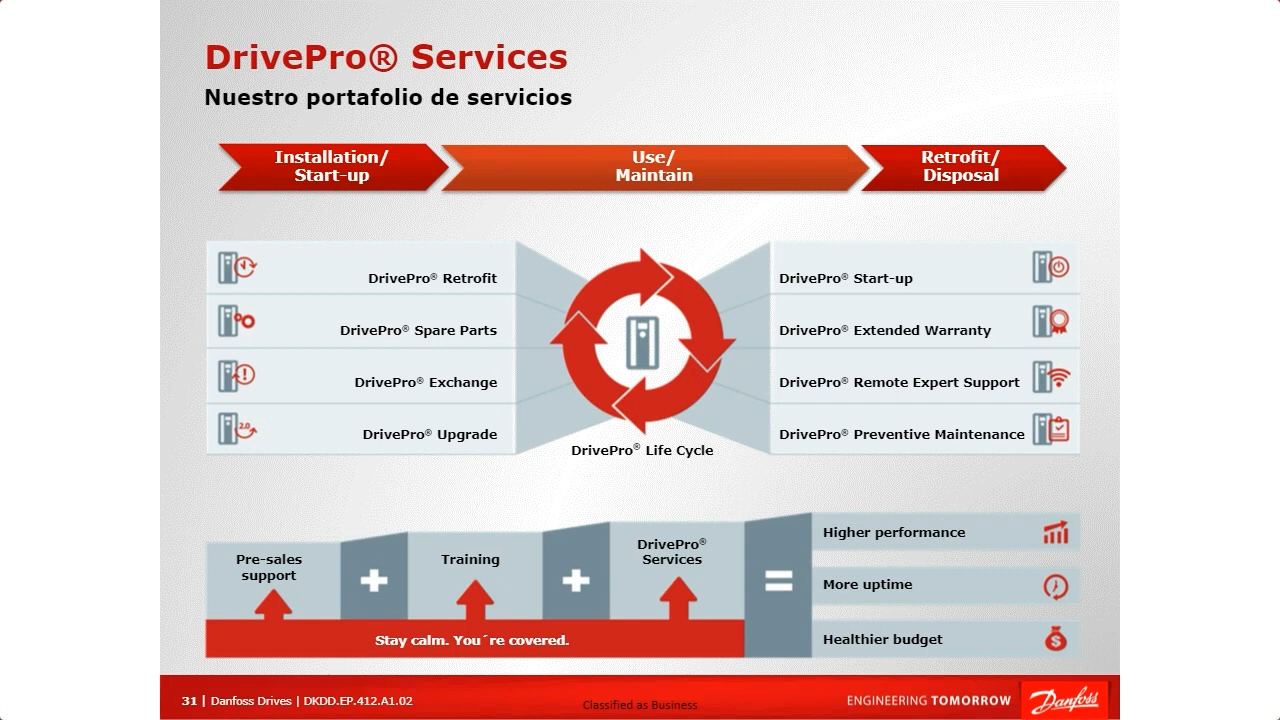 DrivePro® Services
Nuestro portafolio de servicios
Installation/
Start-up
Use/
Maintain
Retrofit/
Disposal
DrivePro® Retrofit
DrivePro® Spare Parts
DrivePro® Exchange
2.0
DrivePro® Upgrade
DrivePro® Life Cycle
DrivePro® Start-up
DrivePro® Extended Warranty
DrivePro® Remote Expert Support
DrivePro® Preventive Maintenance
Pre-sales
support
+
Training
+
DrivePro®
Services
=
Stay calm. You´re covered.
Higher performance
More uptime
Healthier budget
$
31 | Danfoss Drives | DKDD.EP.412.A1.02
Classified as Business
ENGINEERING TOMORROW
Danfoss